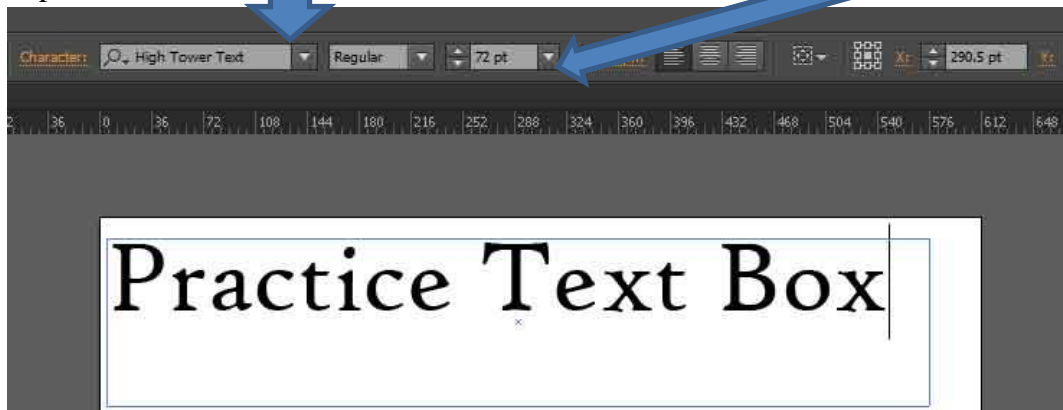 Character: High Tower Text Regular 72 pt X: 290.5 pt Y:
2 36 0 36 72 108 144 180 216 252 288 324 360 396 432 468 504 540 576 612 648
Practice Text Box